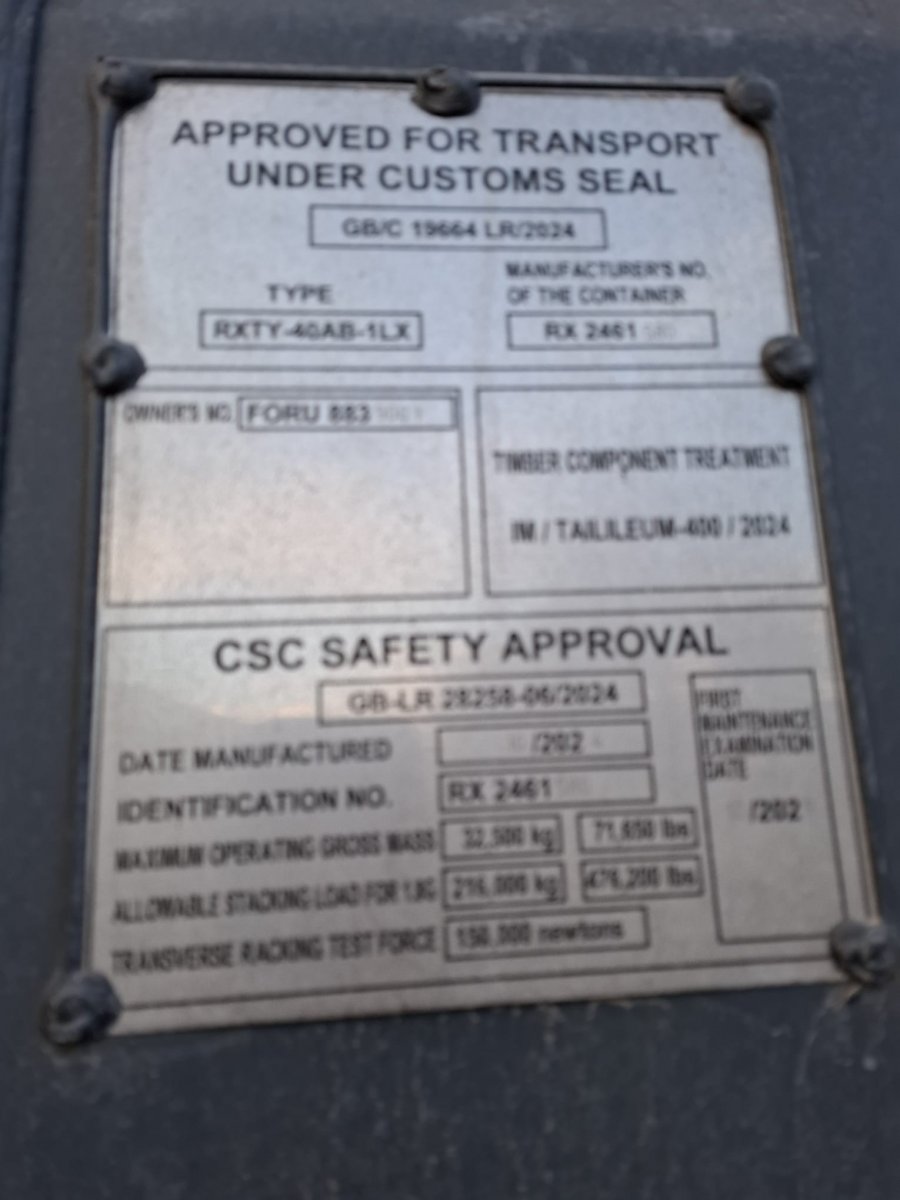 APPROVED FOR TRANSPORT
UNDER CUSTOMS SEAL
GB/C 19664 LR/2024
TYPE
MANUFACTURER'S NO.
OF THE CONTAINER
RXTY-40AB-1LX
RX 2461
OWNER'S NO. FORU 883
TIMBER COMPONENT TREATMENT
IM / TAILILEUM-400 / 2024
CSC SAFETY APPROVAL
GB-LR 28258-06/2024
DATE MANUFACTURED /202
IDENTIFICATION NO. RX 2461
MAXIMUM OPERATING GROSS MASS 32,500 kg 71,650 lbs
ALLOWABLE STACKING LOAD FOR 1.8G 216,000 kg 476,200 lbs
TRANSVERSE RACKING TEST FORCE 150,000 newtons
FIRST
MAINTENANCE
EXAMINATION
DATE
/202